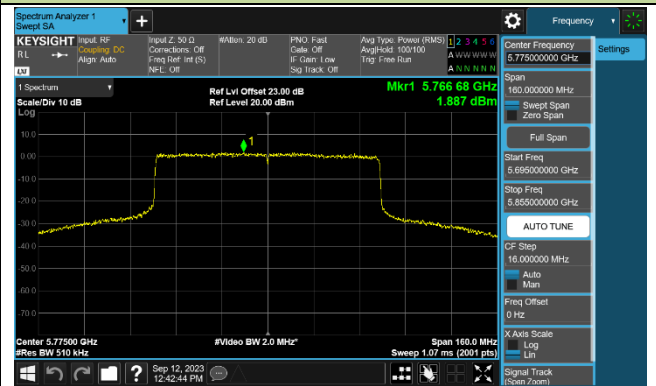 Spectrum Analyzer 1
Swept SA
Frequency
KEYSIGHT
RL
LXI
Input: RF
Coupling: DC
Align: Auto
Input Z: 50 Ω
Corrections: Off
Freq Ref: Int (S)
NFE: Off
#Atten: 20 dB
PNO: Fast
Gate: Off
IF Gain: Low
Sig Track: Off
Avg Type: Power (RMS)
Avg|Hold: 100/100
Trig: Free Run
1 2 3 4 5 6
A W W W W W
A N N N N N
1 Spectrum
Scale/Div 10 dB
Log
Ref Lvl Offset 23.00 dB
Ref Level 20.00 dBm
Mkr1 5.766 68 GHz
1.887 dBm
1
10.0
0.00
-10.0
-20.0
-30.0
-40.0
-50.0
-60.0
-70.0
Center 5.77500 GHz
#Res BW 510 kHz
#Video BW 2.0 MHz*
Span 160.0 MHz
Sweep 1.07 ms (2001 pts)
Sep 12, 2023
12:42:44 PM
Center Frequency
5.775000000 GHz
Span
160.000000 MHz
Swept Span
Zero Span
Full Span
Start Freq
5.695000000 GHz
Stop Freq
5.855000000 GHz
AUTO TUNE
CF Step
16.000000 MHz
Auto
Man
Freq Offset
0 Hz
X Axis Scale
Log
Lin
Signal Track
(Span Zoom)
Settings